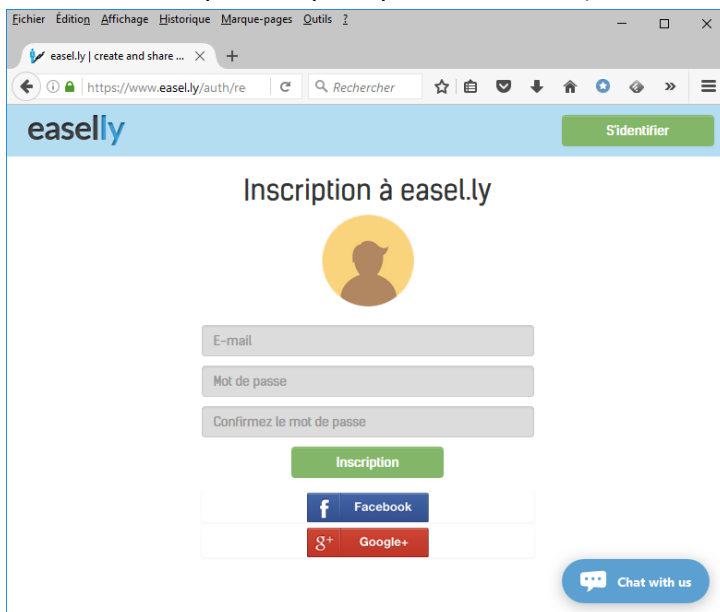 Fichier Édition Affichage Historique Marque-pages Outils ?
easel.ly | create and share ...
https://www.easel.ly/auth/re Rechercher
easelly S'identifier
Inscription à easel.ly
E-mail
Mot de passe
Confirmez le mot de passe
Inscription
f Facebook
g+ Google+
Chat with us